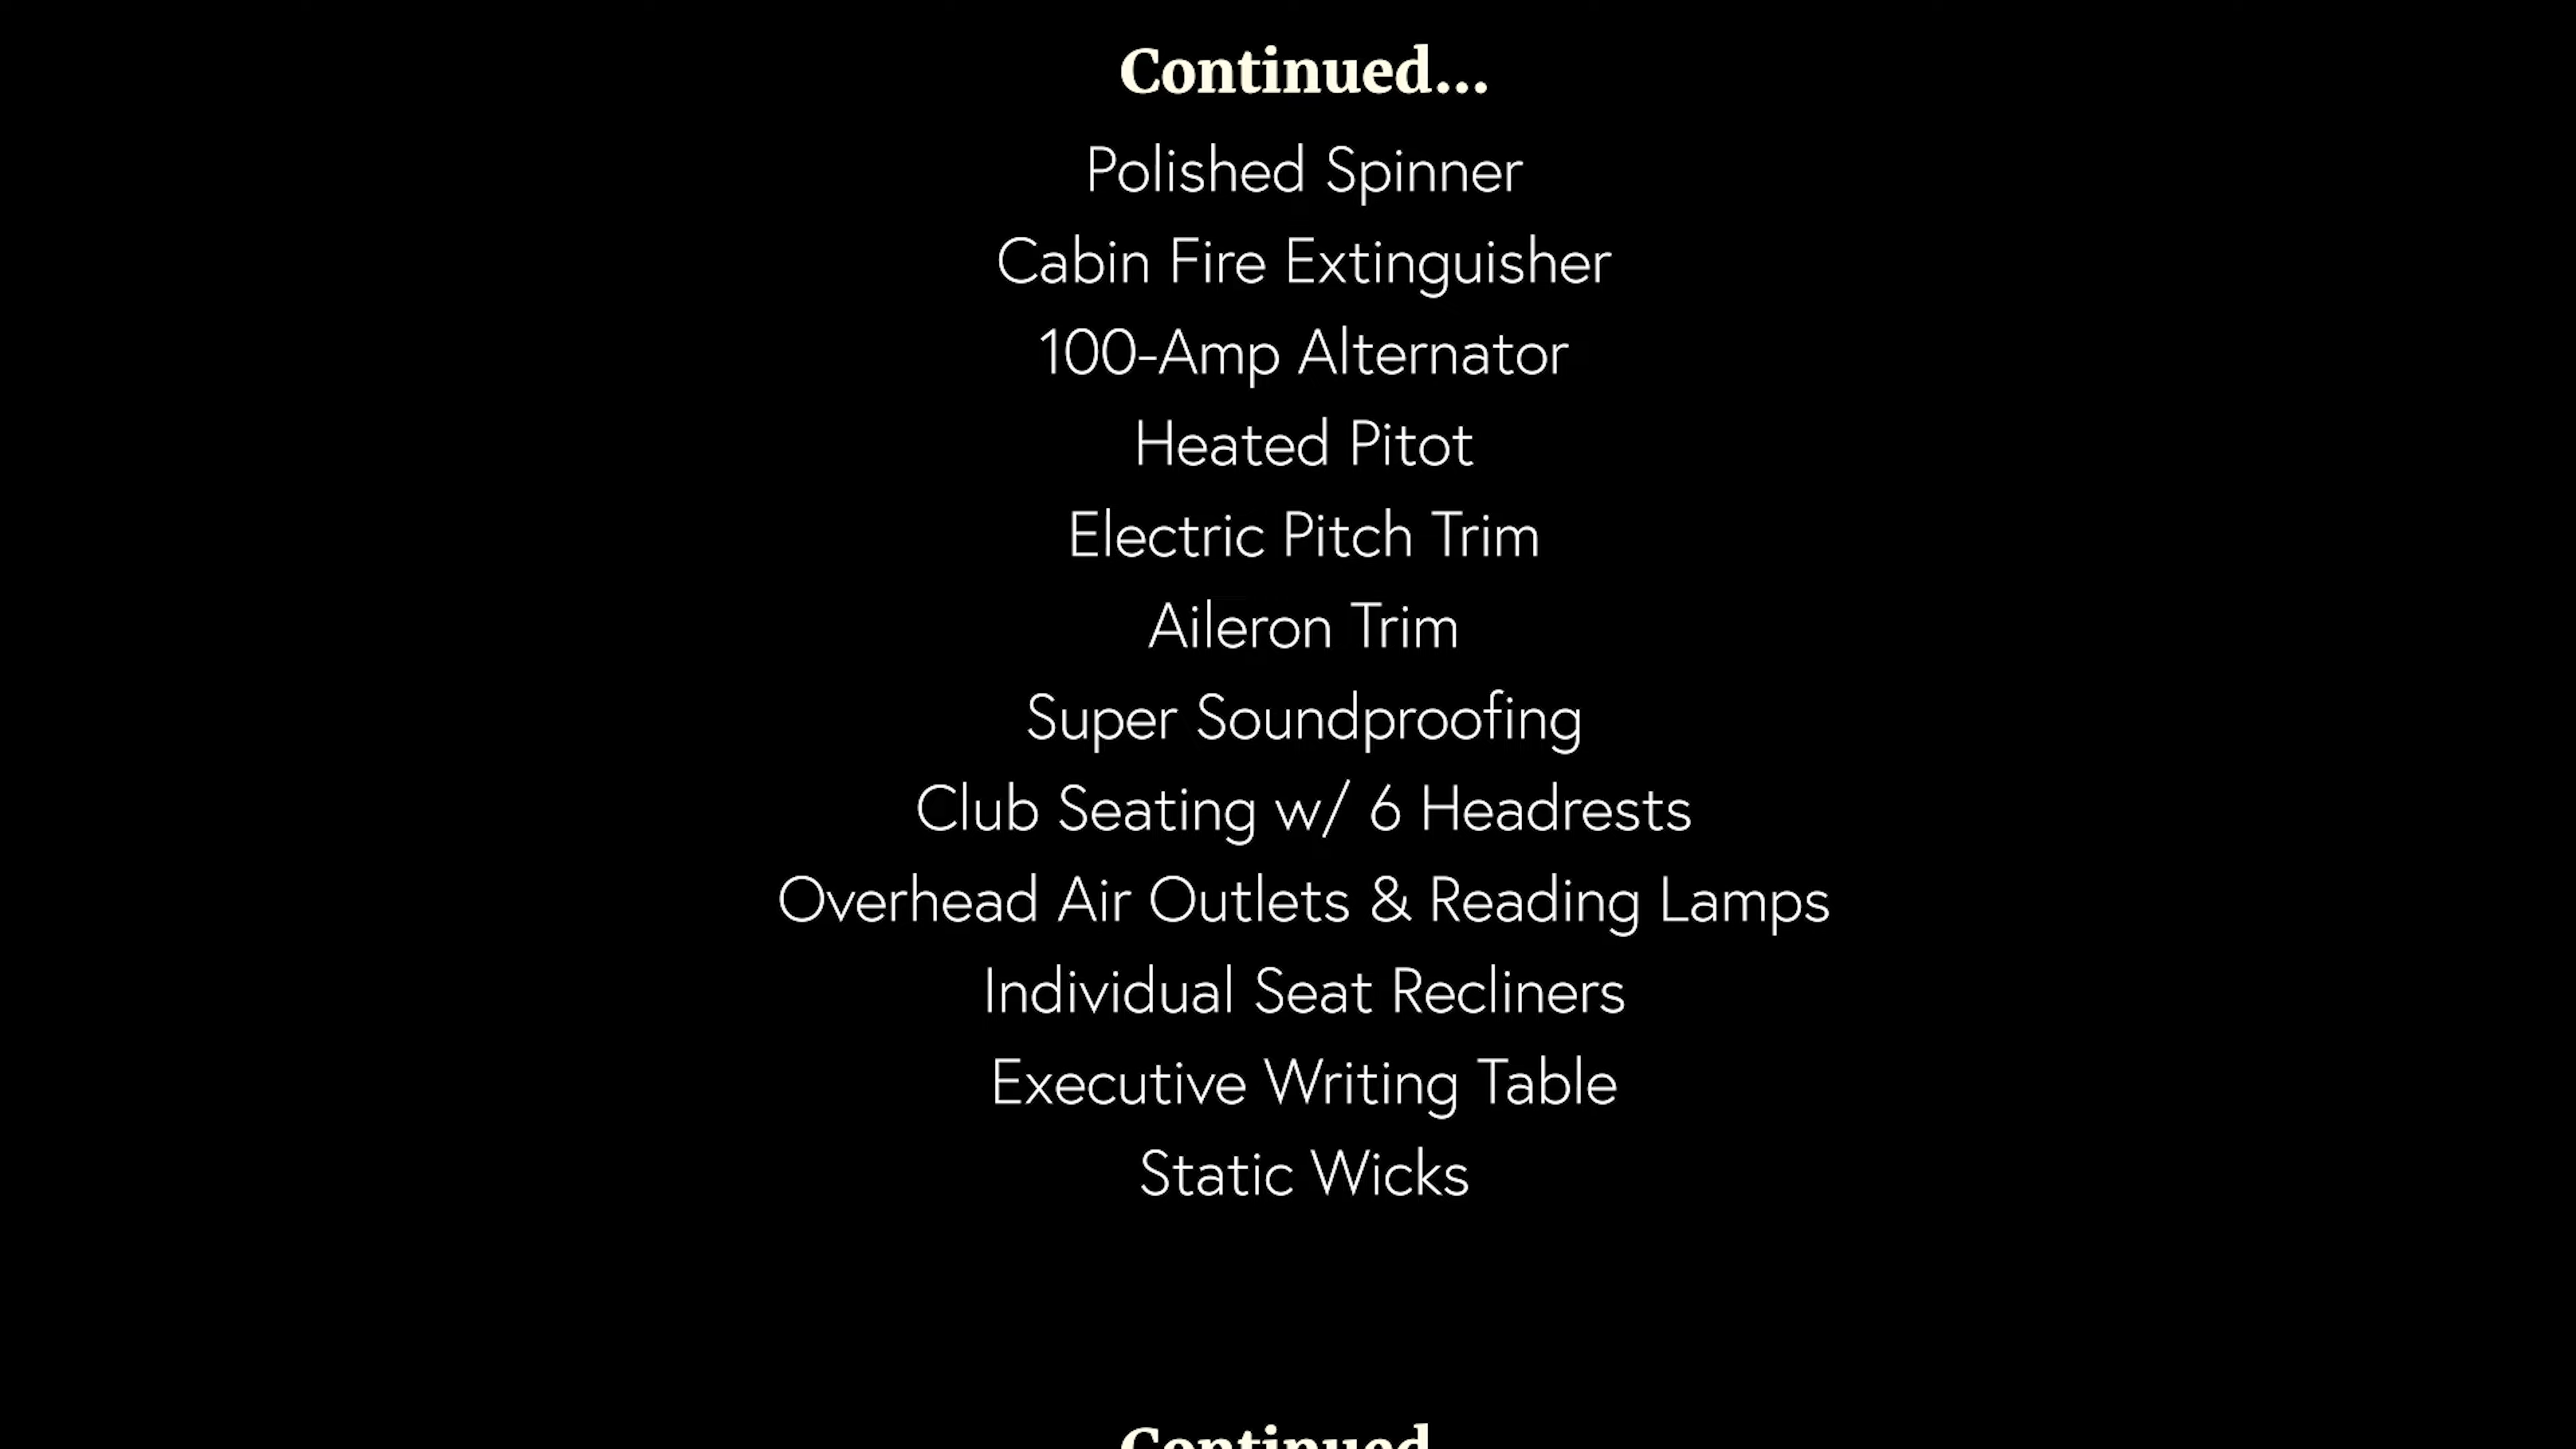 Continued...
Polished Spinner
Cabin Fire Extinguisher
100-Amp Alternator
Heated Pitot
Electric Pitch Trim
Aileron Trim
Super Soundproofing
Club Seating w/ 6 Headrests
Overhead Air Outlets & Reading Lamps
Individual Seat Recliners
Executive Writing Table
Static Wicks
Continued